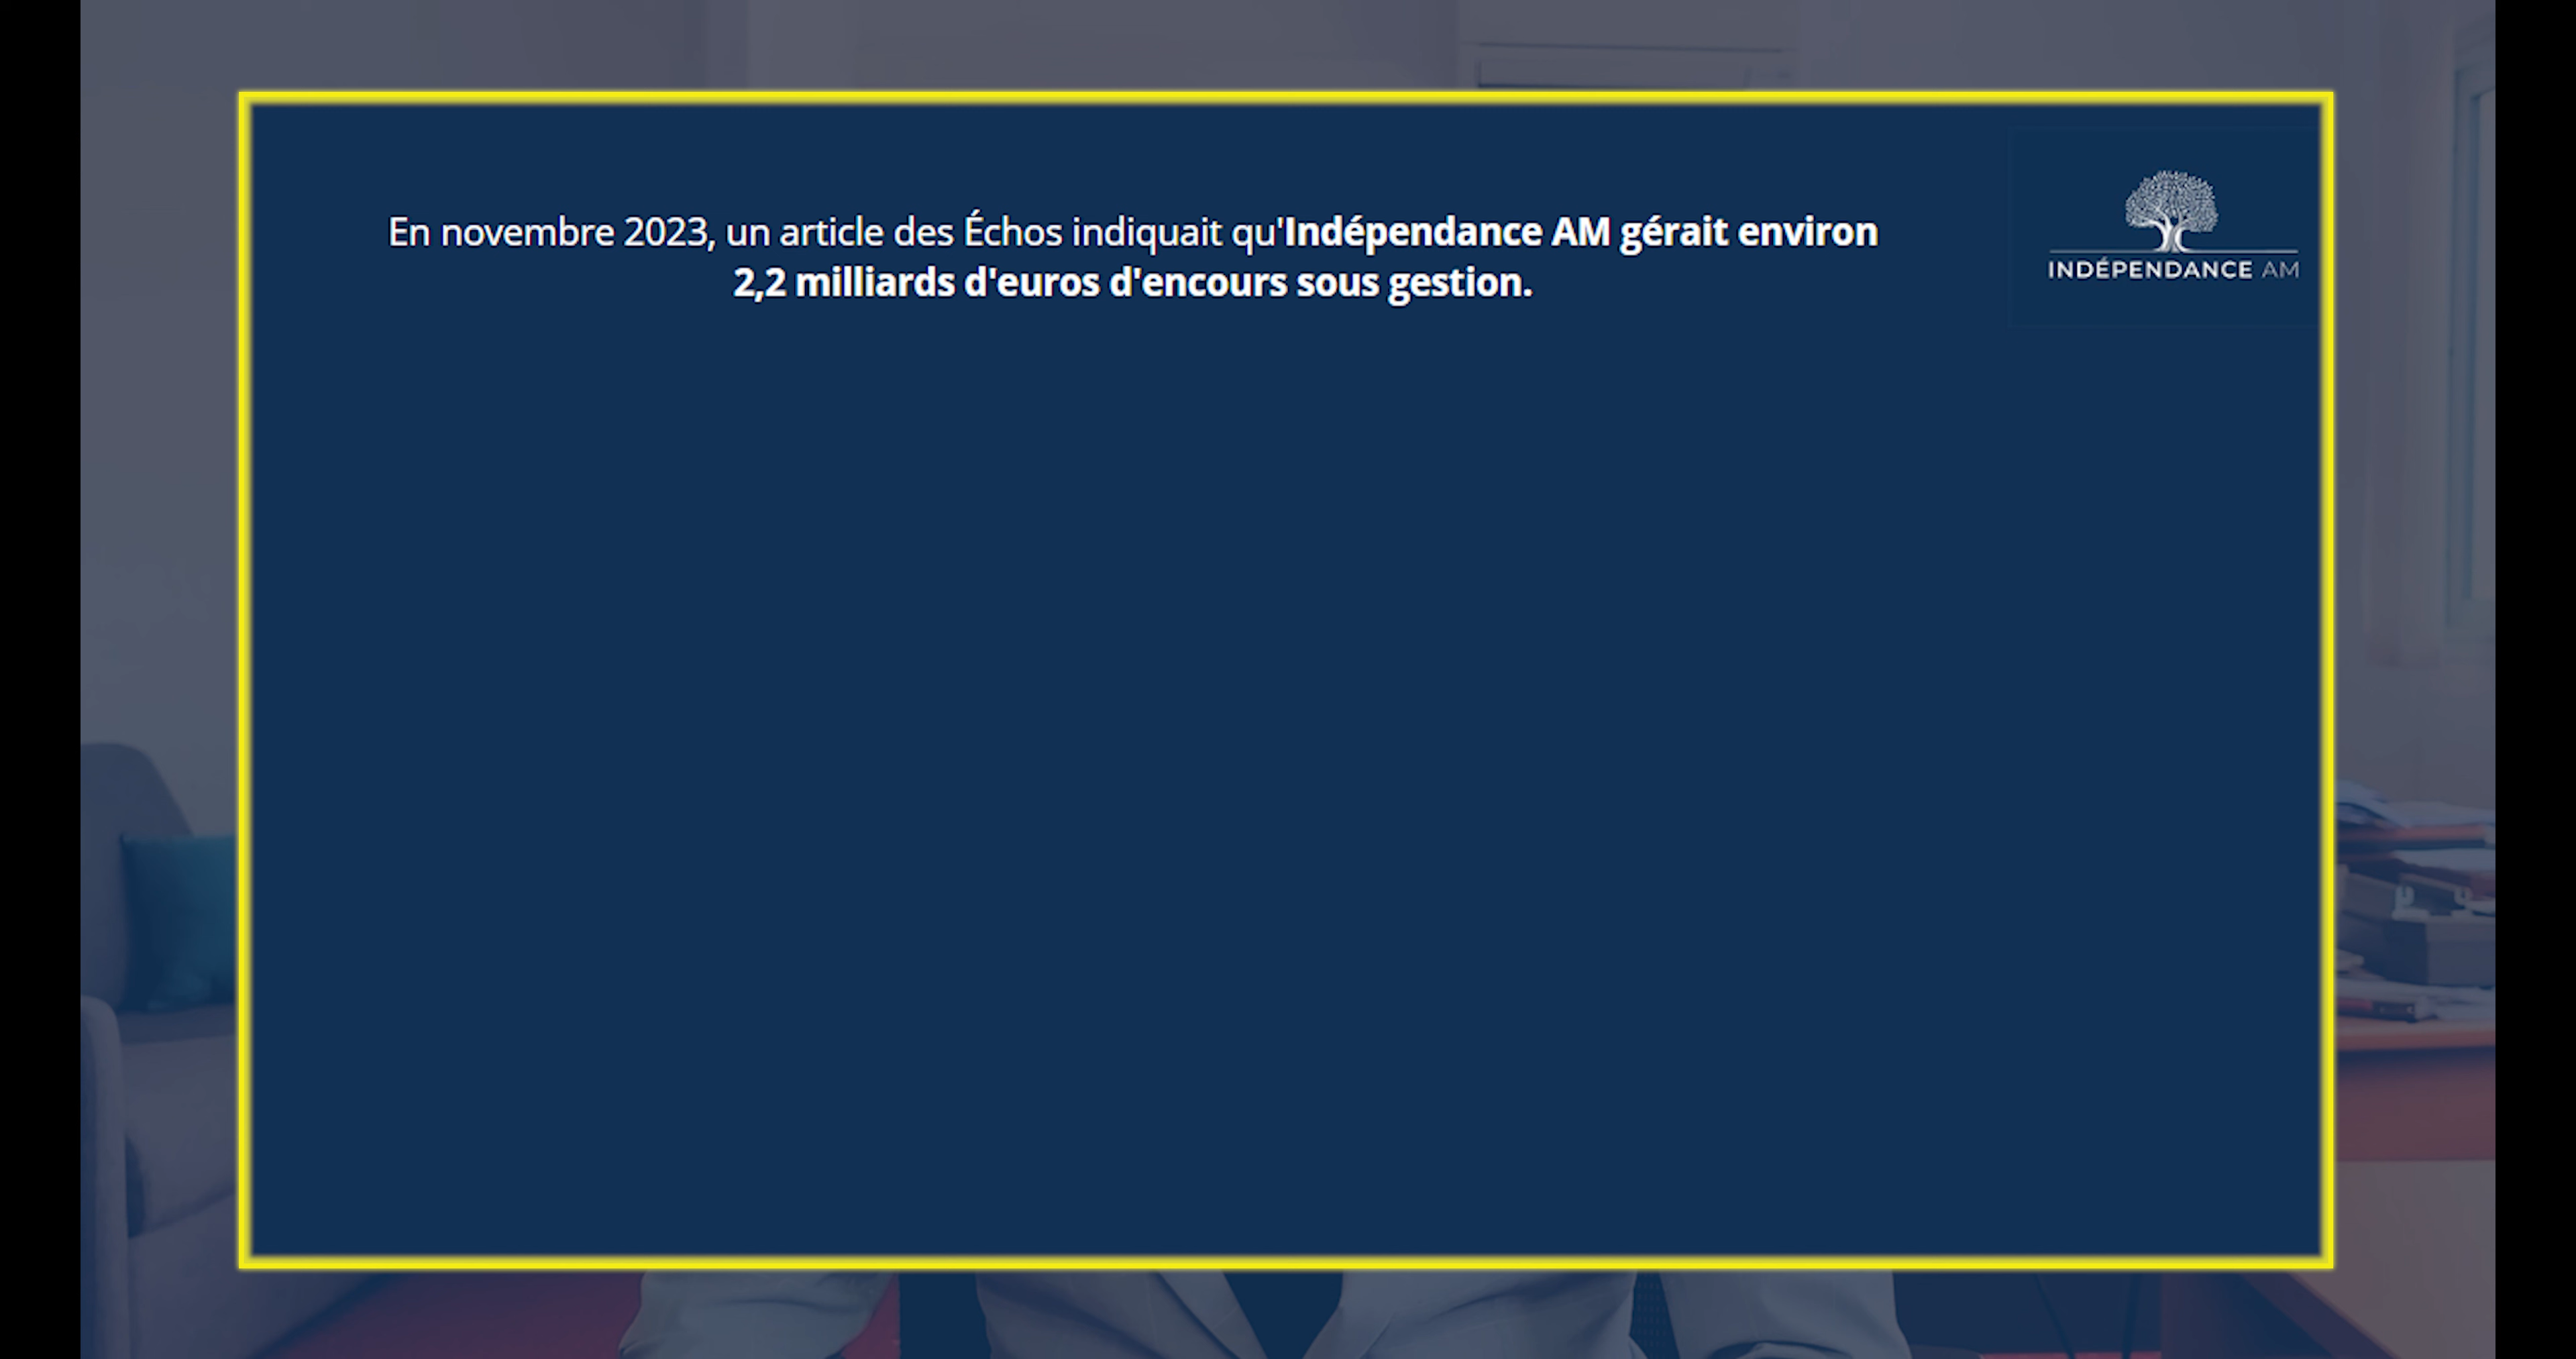 En novembre 2023, un article des Échos indiquait qu'Indépendance AM gérait environ
2,2 milliards d'euros d'encours sous gestion.
INDÉPENDANCE AM